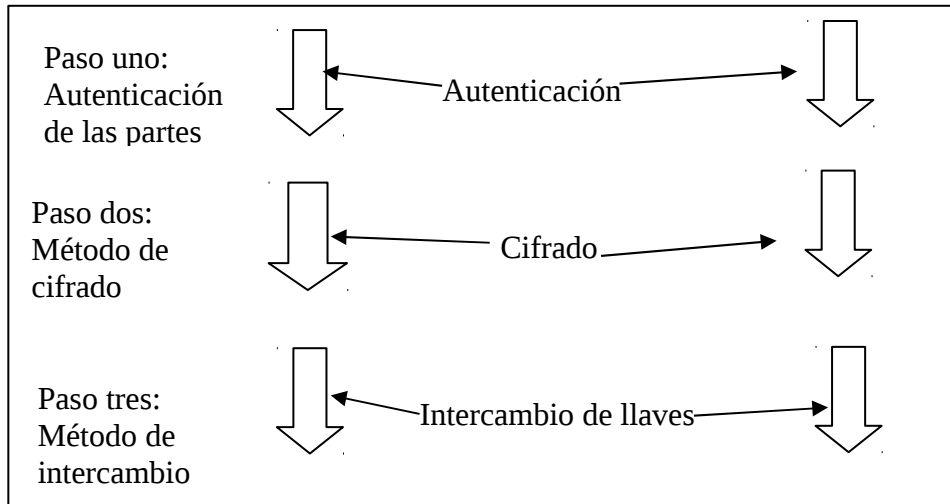 Paso uno:
Autenticación
de las partes
Autenticación
Paso dos:
Método de
cifrado
Cifrado
Paso tres:
Método de
intercambio
Intercambio de llaves